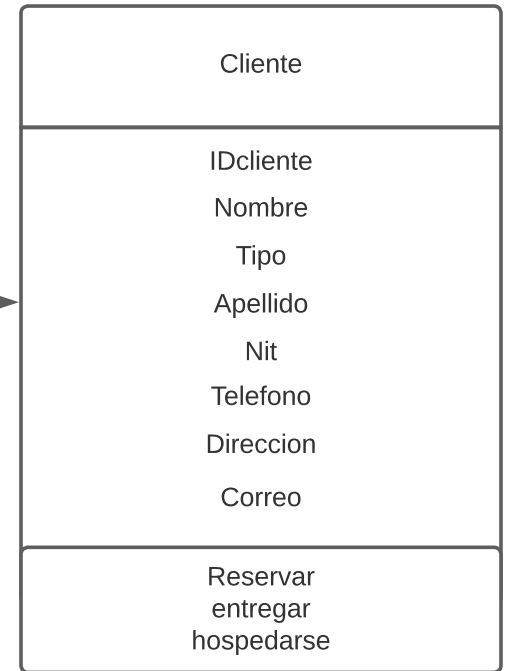 Cliente
IDcliente
Nombre
Tipo
Apellido
Nit
Telefono
Direccion
Correo
Reservar
entregar
hospedarse